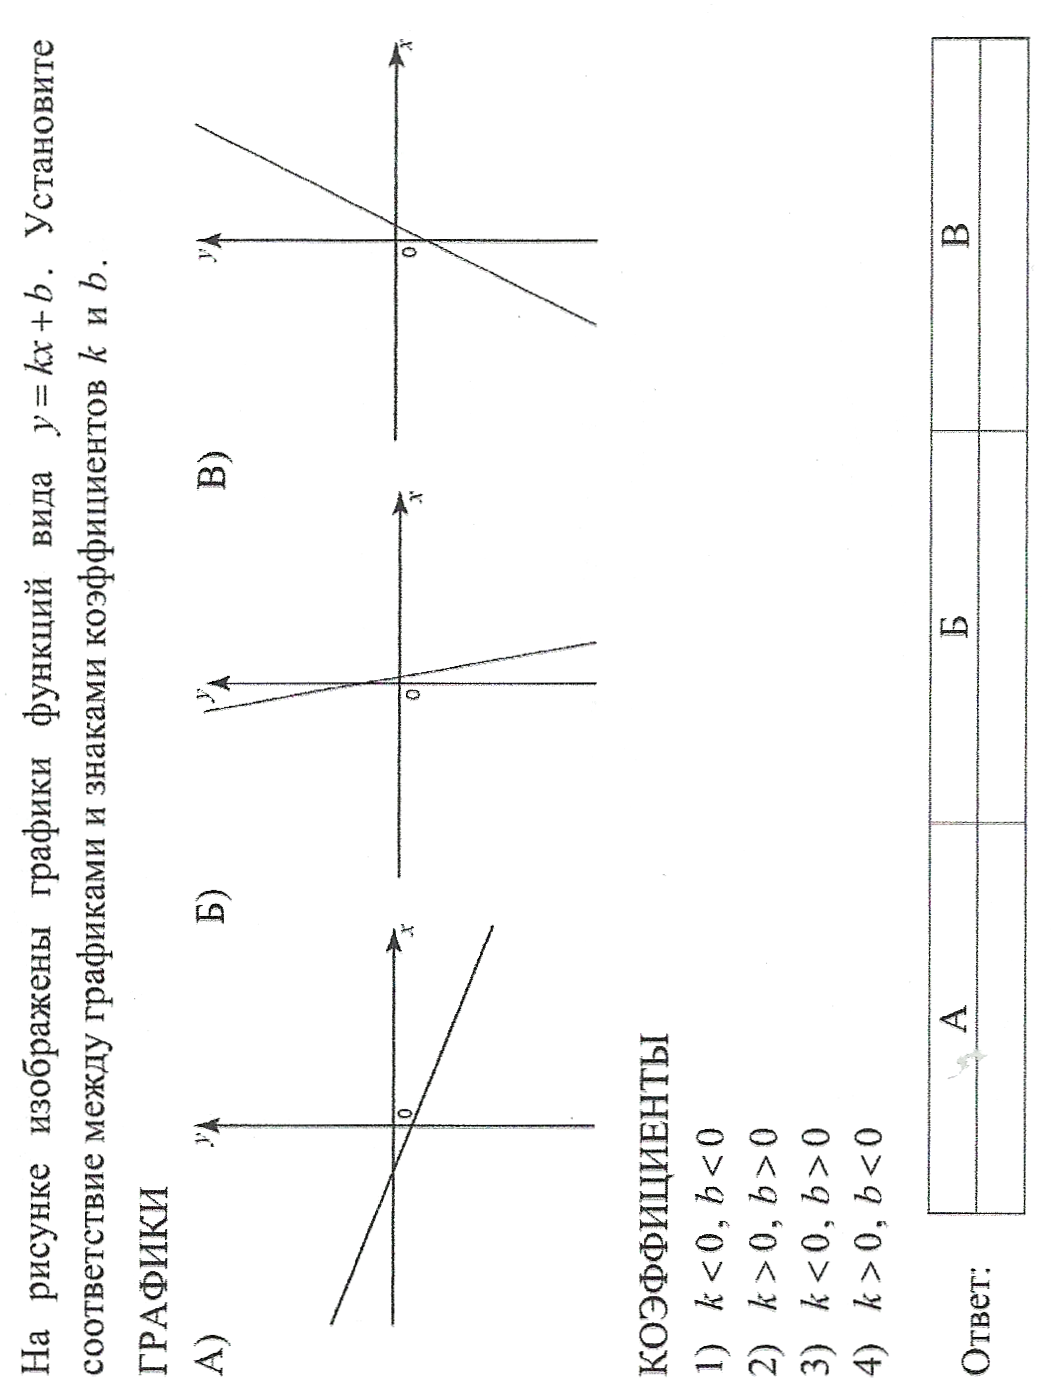 На рисунке изображены графики функций вида y = kx + b. Установите
соответствие между графиками и знаками коэффициентов k и b.
ГРАФИКИ
А) Б) В)
y x 0
y x 0
y x 0
КОЭФФИЦИЕНТЫ
1) k < 0, b < 0
2) k > 0, b > 0
3) k < 0, b > 0
4) k > 0, b < 0
Ответ:
А Б В